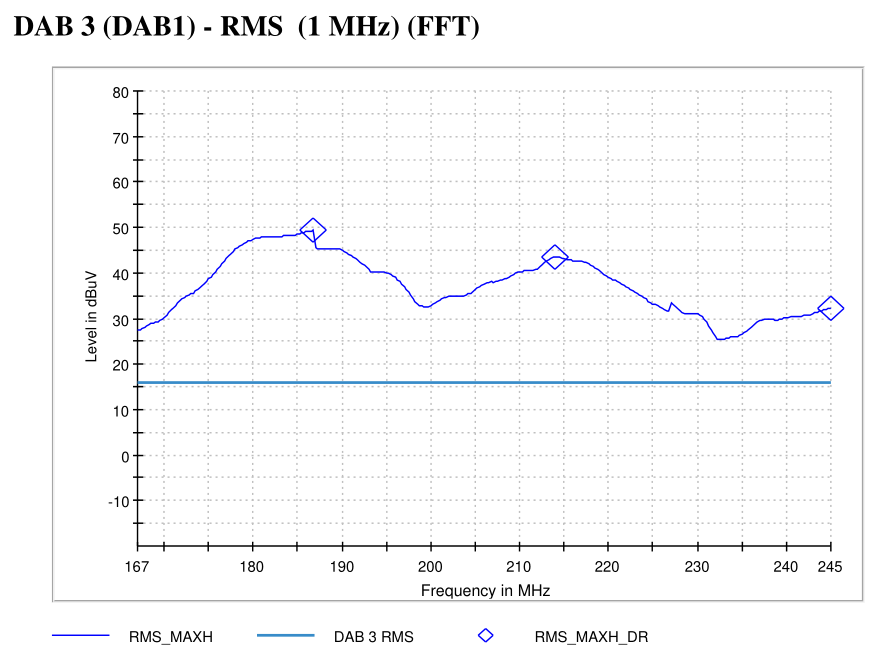 DAB 3 (DAB1) - RMS  (1 MHz) (FFT)
80
70
60
50
40
30
20
10
0
-10
Level in dBuV
167 180 190 200 210 220 230 240 245
Frequency in MHz
RMS_MAXH DAB 3 RMS RMS_MAXH_DR